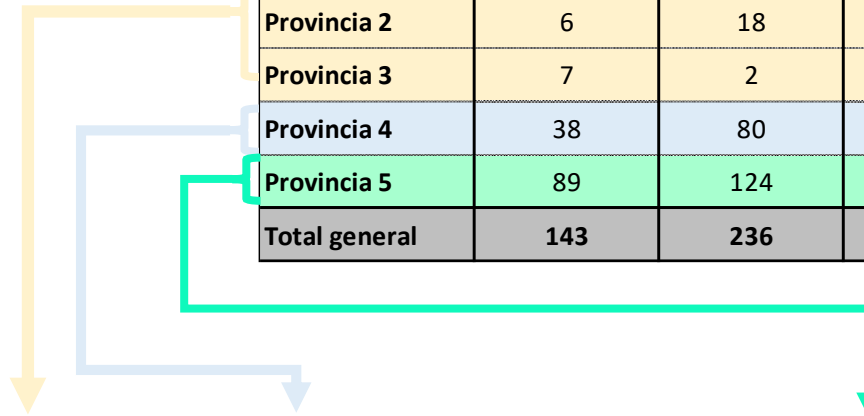 Provincia 2 6 18
Provincia 3 7 2
Provincia 4 38 80
Provincia 5 89 124
Total general 143 236